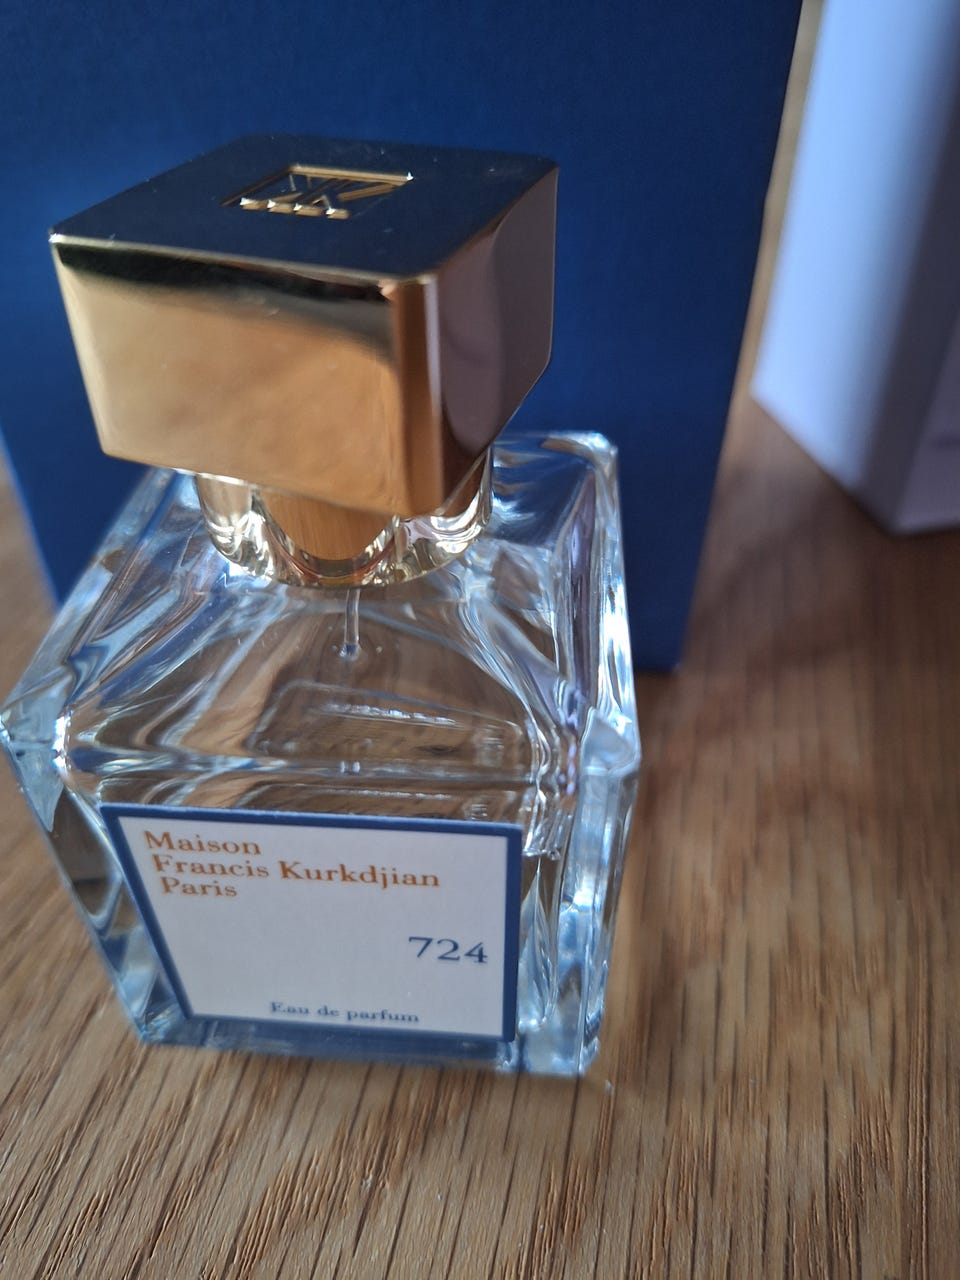 Maison
Francis Kurkdjian
Paris
724
Eau de parfum